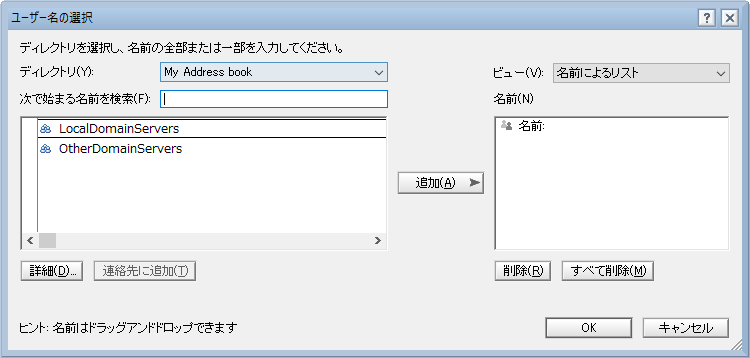 ユーザー名の選択
ディレクトリを選択し、名前の全部または一部を入力してください。
ディレクトリ(Y): My Address book ビュー(V): 名前によるリスト
次で始まる名前を検索(F): 名前(N)
LocalDomainServers
OtherDomainServers
名前:
追加(A)
詳細(D)... 連絡先に追加(T) 削除(R) すべて削除(M)
ヒント: 名前はドラッグアンドドロップできます OK キャンセル